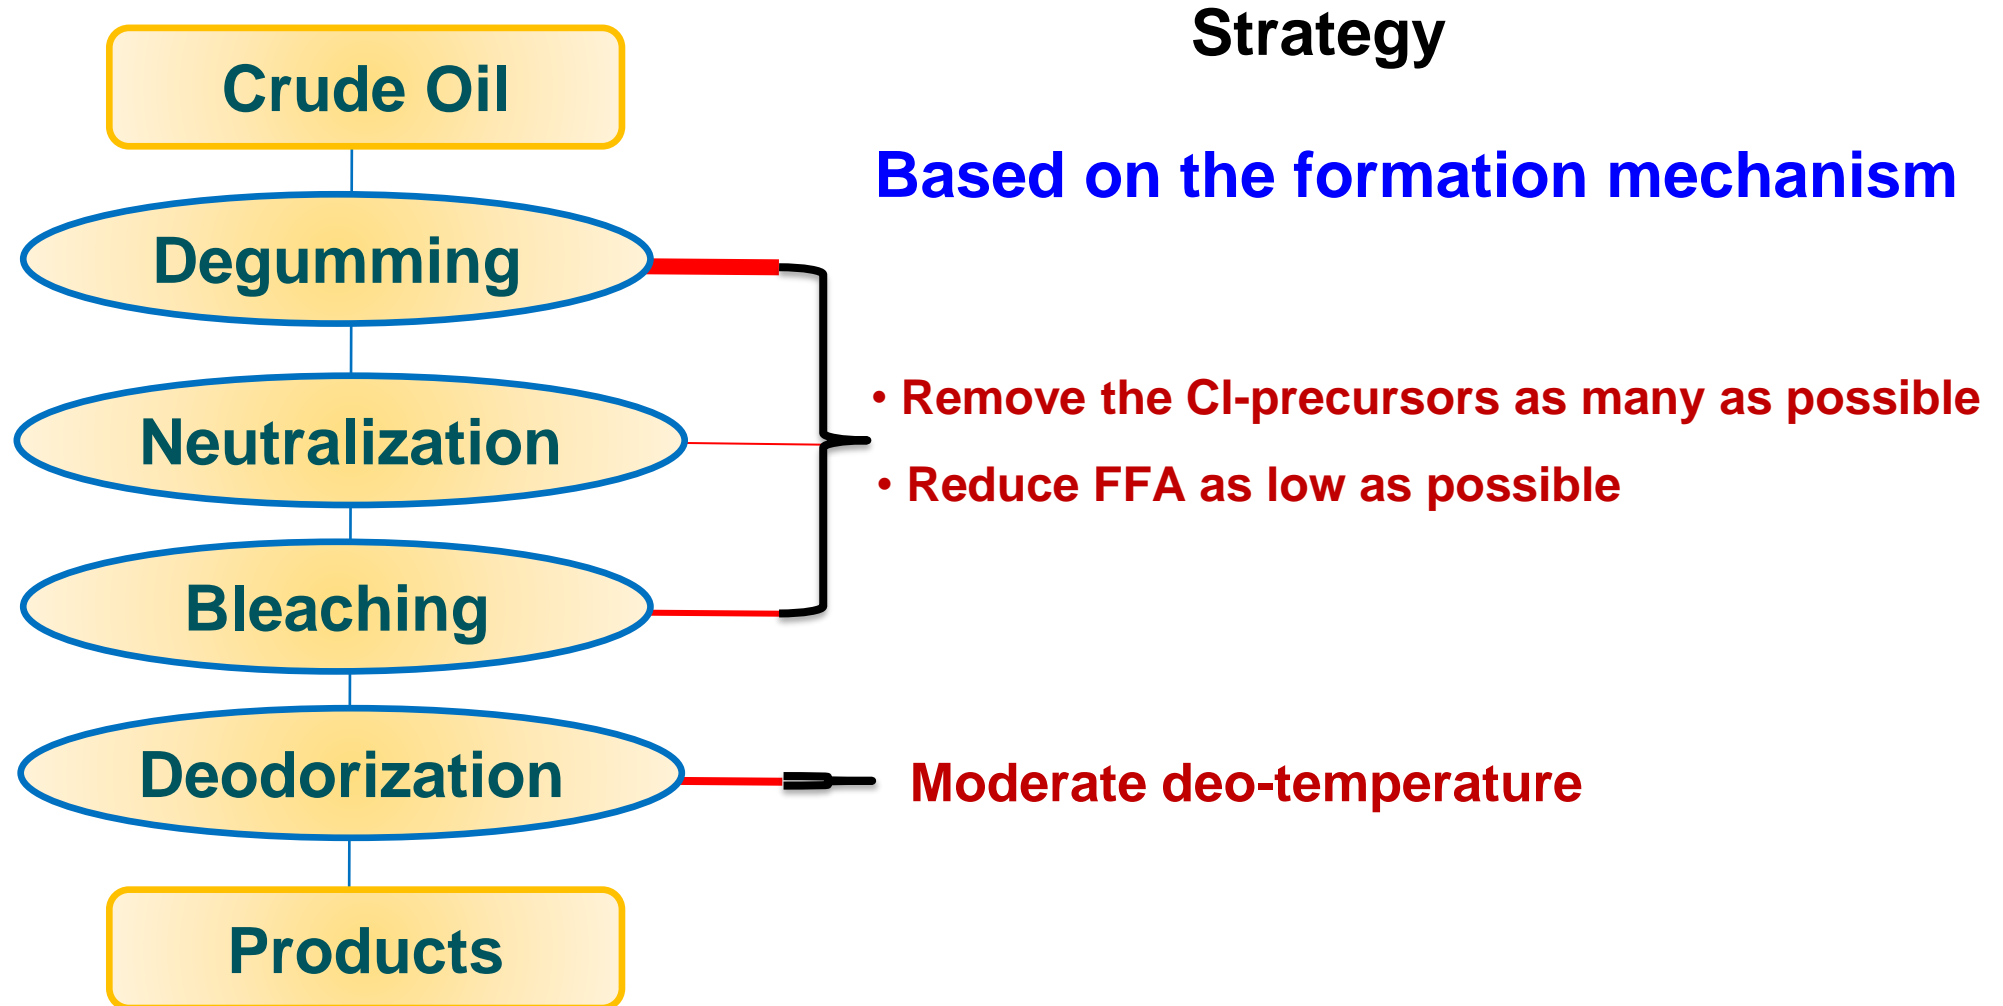 Strategy
Crude Oil
Based on the formation mechanism
Degumming
• Remove the Cl-precursors as many as possible
Neutralization
• Reduce FFA as low as possible
Bleaching
Deodorization
Moderate deo-temperature
Products